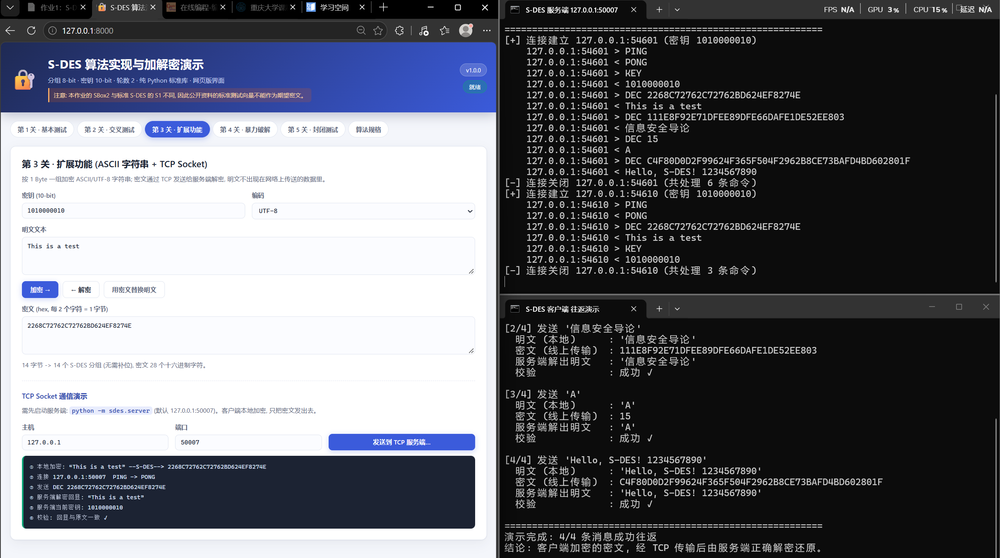 作业1：S-D
S-DES 算法
在线编程-编
重庆大学课
学习空间
127.0.0.1:8000
S-DES 算法实现与加解密演示
分组 8-bit · 密钥 10-bit · 轮数 2 · 纯 Python 标准库 · 网页版界面
注意: 本作业的 SBox2 与标准 S-DES 的 S1 不同, 因此公开资料的标准测试向量不能作为期望密文。
v1.0.0
就绪
第 1 关 · 基本测试
第 2 关 · 交叉测试
第 3 关 · 扩展功能
第 4 关 · 暴力破解
第 5 关 · 封闭测试
算法规格
第 3 关 · 扩展功能 (ASCII 字符串 + TCP Socket)
按 1 Byte 一组加密 ASCII/UTF-8 字符串; 密文通过 TCP 发送给服务端解密, 明文不出现在网络上传送的数据里。
密钥 (10-bit)
编码
1010000010
UTF-8
明文文本
This is a test
加密 →
← 解密
用密文替换明文
密文 (hex, 每 2 个字符 = 1 字节)
2268C72762C72762BD624EF8274E
14 字节 -> 14 个 S-DES 分组 (无需补位), 密文 28 个十六进制字符。
TCP Socket 通信演示
需先启动服务端: python -m sdes.server (默认 127.0.0.1:50007)。客户端本地加密, 只把密文发出去。
主机
端口
127.0.0.1
50007
发送到 TCP 服务端...
① 本地加密: “This is a test” --S-DES--> 2268C72762C72762BD624EF8274E
② 连接 127.0.0.1:50007  PING -> PONG
③ 发送 DEC 2268C72762C72762BD624EF8274E
④ 服务端解密回显: “This is a test”
⑤ 服务端当前密钥: 1010000010
⑥ 校验: 回显与原文一致 ✓
S-DES 服务端 127.0.0.1:50007
FPS N/A
GPU 3%
CPU 15%
延迟 N/A
==========================================================
[+] 连接建立 127.0.0.1:54601 (密钥 1010000010)
127.0.0.1:54601 > PING
127.0.0.1:54601 < PONG
127.0.0.1:54601 > KEY
127.0.0.1:54601 < 1010000010
127.0.0.1:54601 > DEC 2268C72762C72762BD624EF8274E
127.0.0.1:54601 < This is a test
127.0.0.1:54601 > DEC 111E8F92E71DFEE89DFE66DAFE1DE52EE803
127.0.0.1:54601 < 信息安全导论
127.0.0.1:54601 > DEC 15
127.0.0.1:54601 < A
127.0.0.1:54601 > DEC C4F80D0D2F99624F365F504F2962B8CE73BAFD4BD602801F
127.0.0.1:54601 < Hello, S-DES! 1234567890
[-] 连接关闭 127.0.0.1:54601 (共处理 6 条命令)
[+] 连接建立 127.0.0.1:54610 (密钥 1010000010)
127.0.0.1:54610 > PING
127.0.0.1:54610 < PONG
127.0.0.1:54610 > DEC 2268C72762C72762BD624EF8274E
127.0.0.1:54610 < This is a test
127.0.0.1:54610 > KEY
127.0.0.1:54610 < 1010000010
[-] 连接关闭 127.0.0.1:54610 (共处理 3 条命令)
S-DES 客户端 往返演示
[2/4] 发送 '信息安全导论'
明文 (本地) : '信息安全导论'
密文 (线上传输) : 111E8F92E71DFEE89DFE66DAFE1DE52EE803
服务端解出明文 : '信息安全导论'
校验 : 成功 ✓
[3/4] 发送 'A'
明文 (本地) : 'A'
密文 (线上传输) : 15
服务端解出明文 : 'A'
校验 : 成功 ✓
[4/4] 发送 'Hello, S-DES! 1234567890'
明文 (本地) : 'Hello, S-DES! 1234567890'
密文 (线上传输) : C4F80D0D2F99624F365F504F2962B8CE73BAFD4BD602801F
服务端解出明文 : 'Hello, S-DES! 1234567890'
校验 : 成功 ✓
==========================================================
演示完成: 4/4 条消息成功往返
结论: 客户端加密的密文, 经 TCP 传输后由服务端正确解密还原。